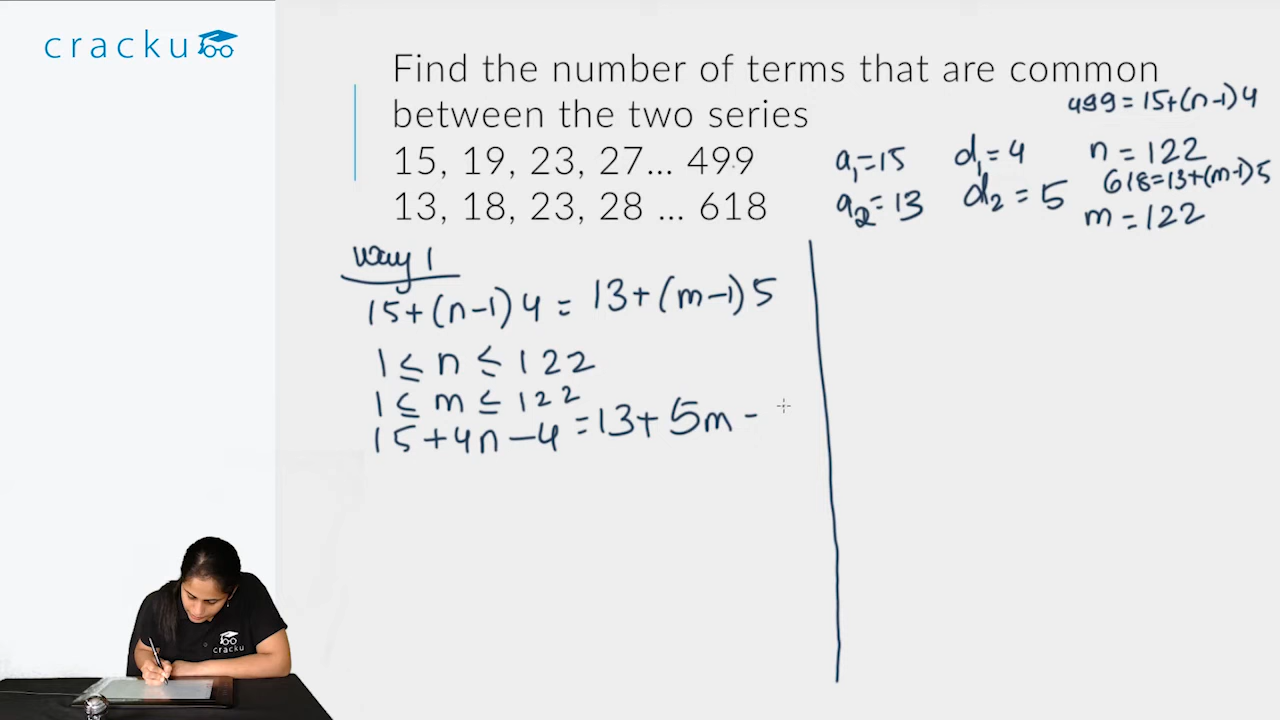 cracku
Find the number of terms that are common
between the two series
15, 19, 23, 27... 499
13, 18, 23, 28 ... 618
499 = 15+(n-1)4
a₁=15 d₁=4 n = 122
618=13+(m-1)5
a₂=13 d₂=5 m = 122
Way 1
15+(n-1)4 = 13+(m-1)5
1 ≤ n ≤ 122
1 ≤ m ≤ 122
15+4n-4 = 13+5m-
cracku